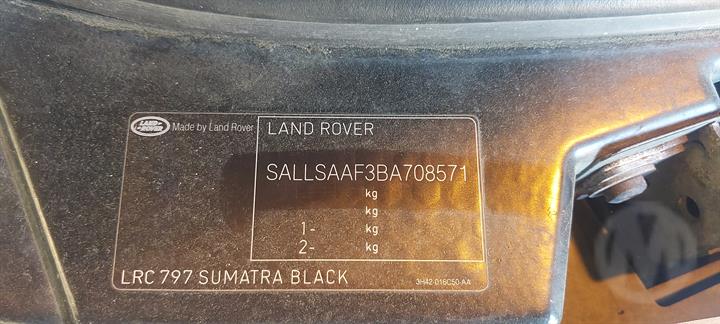 LAND ROVER Made by Land Rover
LAND ROVER
SALLSAAF3BA708571
kg
kg
1- kg
2- kg
LRC 797 SUMATRA BLACK
3H42-016C50-AA
M